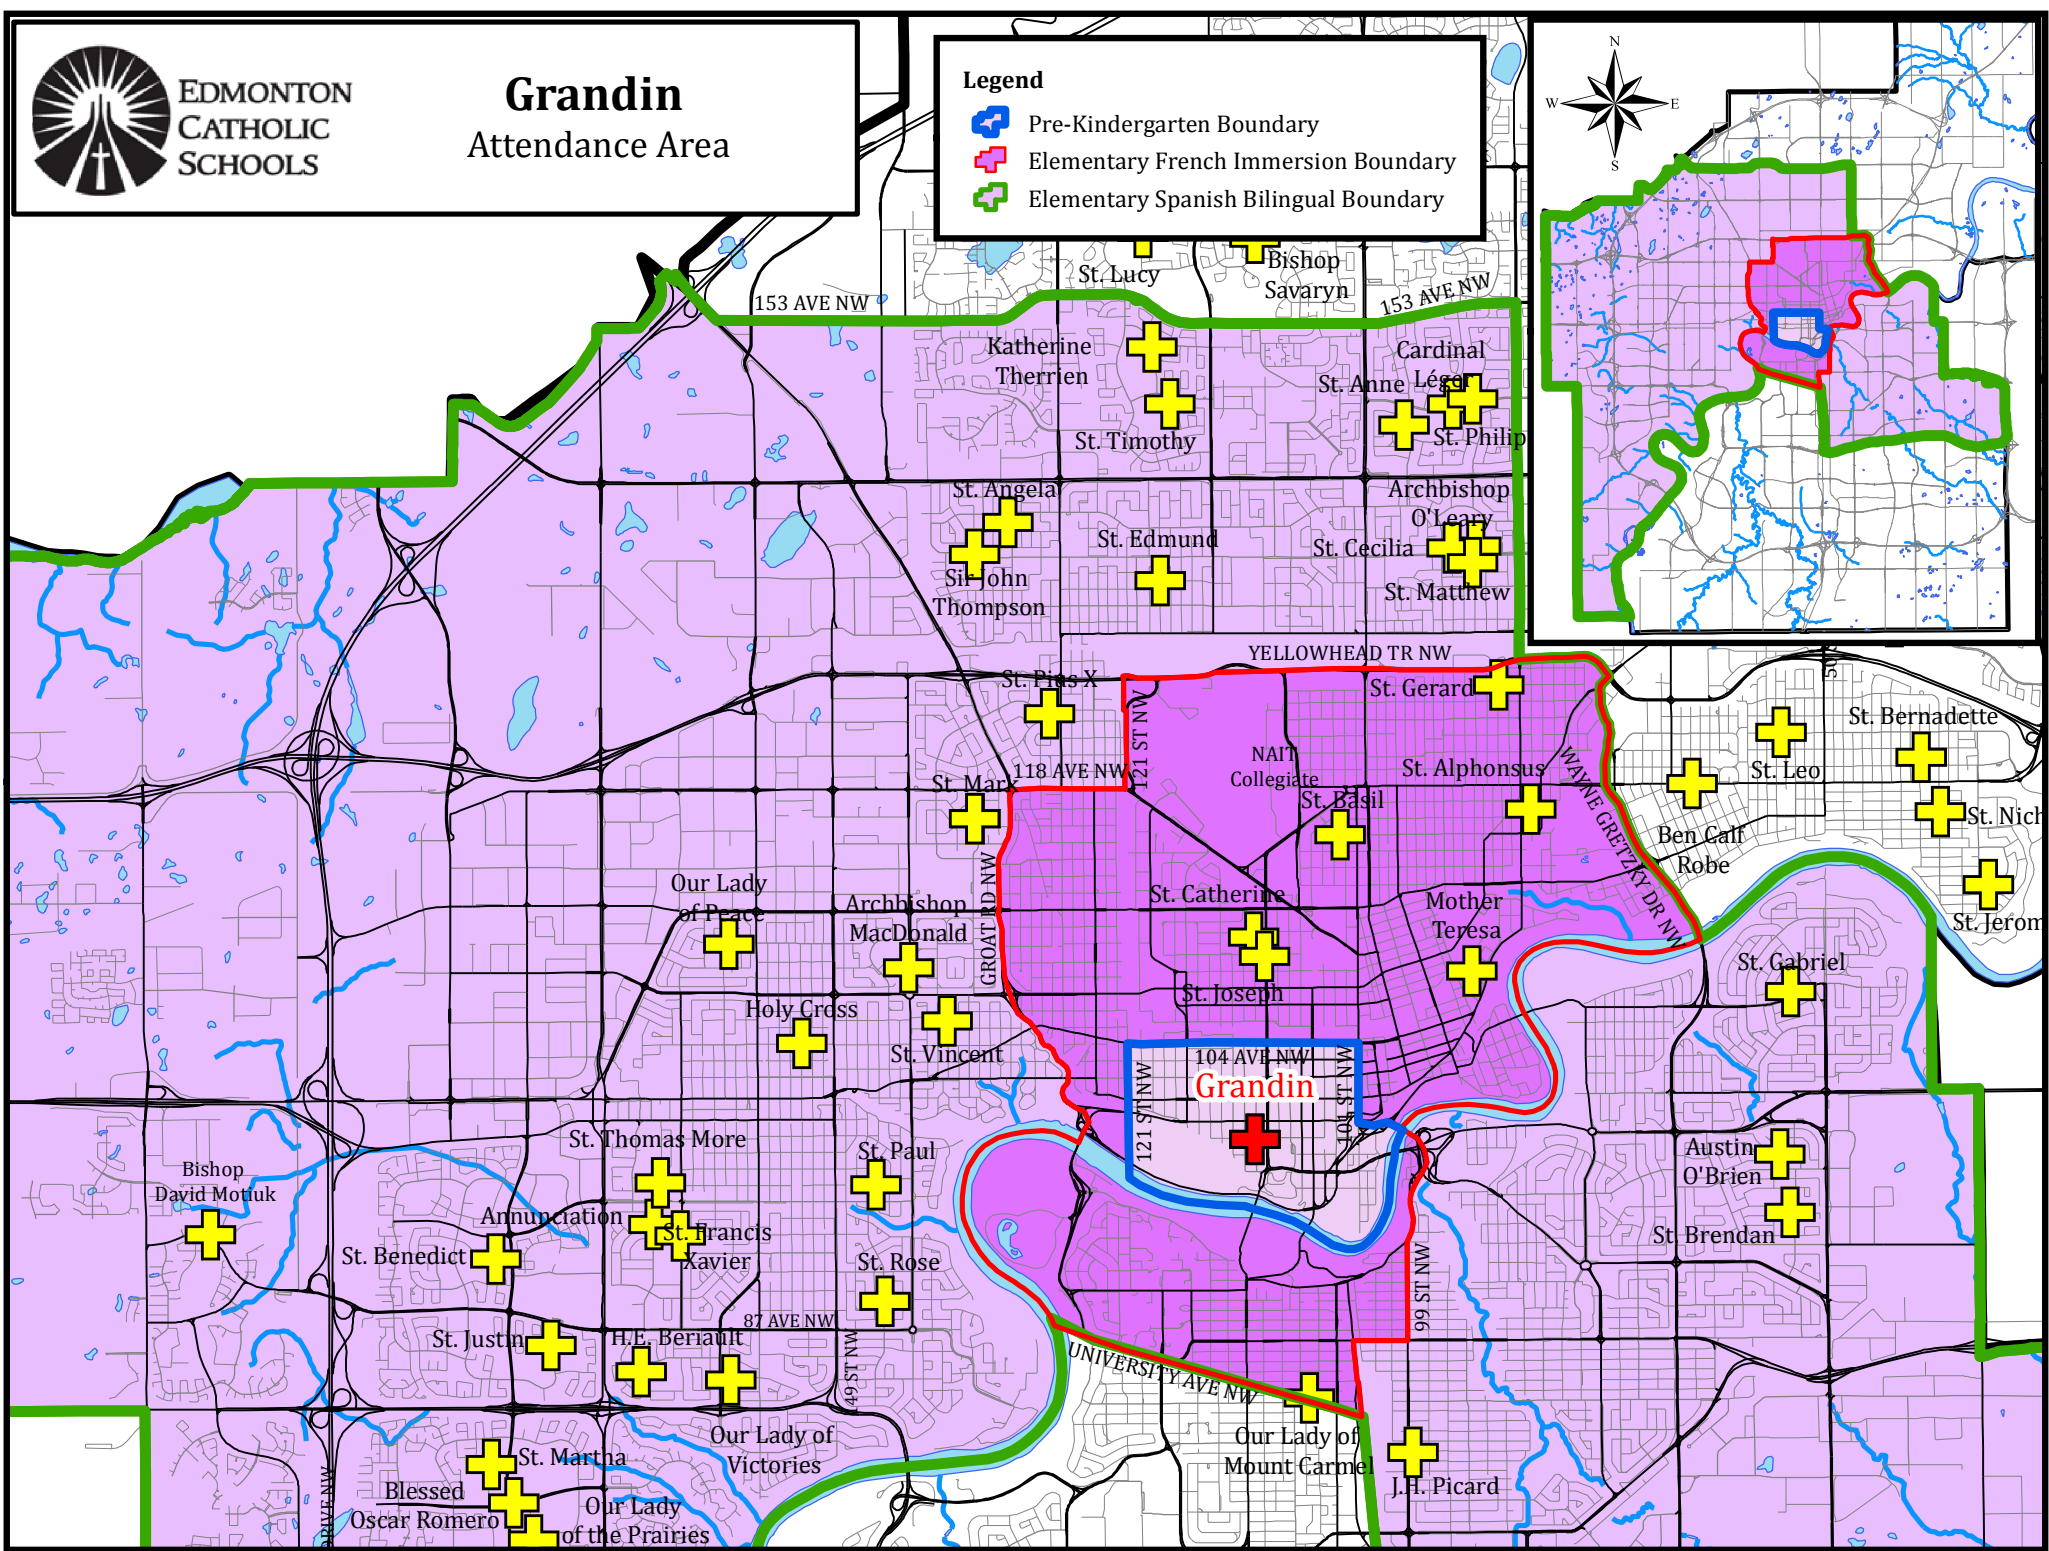 EDMONTON
CATHOLIC
SCHOOLS
Grandin
Attendance Area
Legend
Pre-Kindergarten Boundary
Elementary French Immersion Boundary
Elementary Spanish Bilingual Boundary
N
W
E
S
St. Lucy
Bishop
Savaryn
153 AVE NW
153 AVE NW
Katherine
Therrien
Cardinal
Léger
St. Anne
St. Timothy
St. Philip
St. Angela
Archbishop
O'Leary
St. Edmund
St. Cecilia
Sir John
Thompson
St. Matthew
YELLOWHEAD TR NW
St. Pius X
St. Gerard
121 ST NW
St. Bernadette
NAIT
Collegiate
118 AVE NW
St. Alphonsus
St. Leo
St. Mark
St. Basil
WAYNE GRETZKY DR NW
St. Nich
Ben Calf
Robe
Our Lady
of Peace
Archbishop
MacDonald
GROAT RD NW
St. Catherine
Mother
Teresa
St. Jerom
St. Gabriel
St. Joseph
Holy Cross
St. Vincent
104 AVE NW
Grandin
121 ST NW
101 ST NW
St. Thomas More
St. Paul
Austin
O'Brien
Bishop
David Motiuk
Annunciation
St. Francis
Xavier
St. Brendan
St. Benedict
St. Rose
99 ST NW
87 AVE NW
St. Justin
H.E. Beriault
149 ST NW
UNIVERSITY AVE NW
Our Lady of
Victories
Our Lady of
Mount Carmel
St. Martha
J.H. Picard
Blessed
Oscar Romero
Our Lady
of the Prairies
DRIVE NW